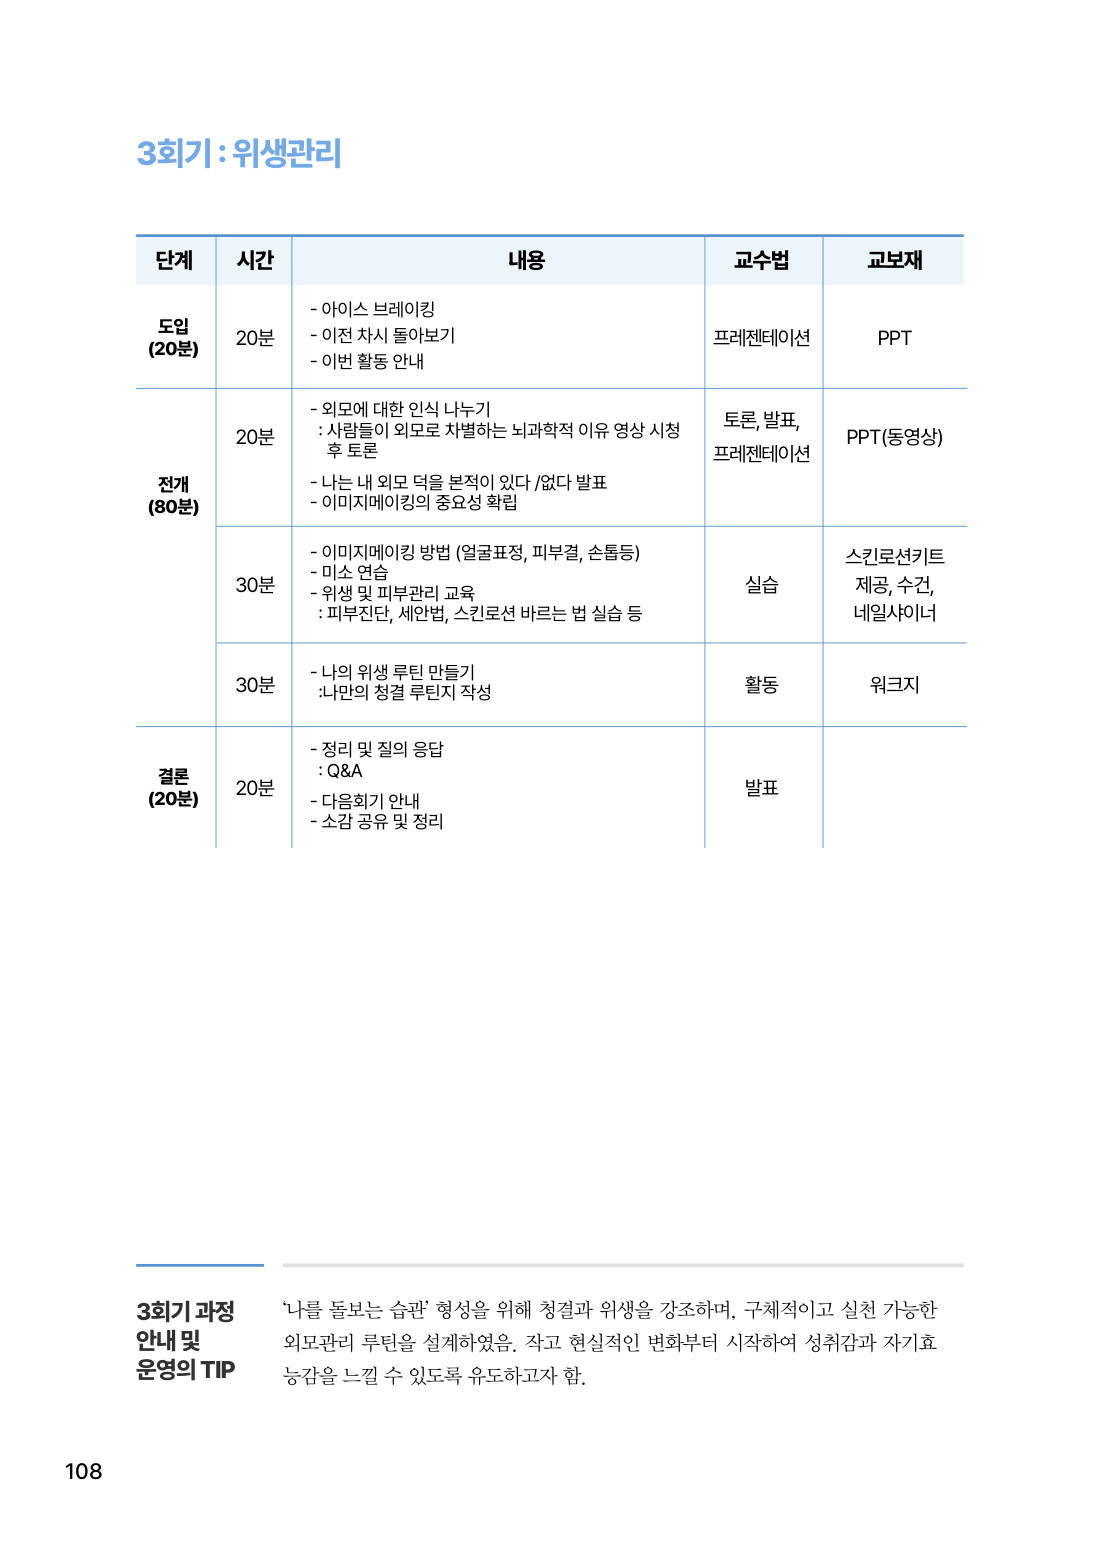 3회기 : 위생관리
단계 시간 내용 교수법 교보재
도입
(20분)
20분
- 아이스 브레이킹
- 이전 차시 돌아보기
- 이번 활동 안내
프레젠테이션
PPT
전개
(80분)
20분
- 외모에 대한 인식 나누기
: 사람들이 외모로 차별하는 뇌과학적 이유 영상 시청
후 토론
- 나는 내 외모 덕을 본적이 있다 /없다 발표
- 이미지메이킹의 중요성 확립
토론, 발표,
프레젠테이션
PPT(동영상)
30분
- 이미지메이킹 방법 (얼굴표정, 피부결, 손톱등)
- 미소 연습
- 위생 및 피부관리 교육
: 피부진단, 세안법, 스킨로션 바르는 법 실습 등
실습
스킨로션키트
제공, 수건,
네일샤이너
30분
- 나의 위생 루틴 만들기
:나만의 청결 루틴지 작성
활동
워크지
결론
(20분)
20분
- 정리 및 질의 응답
: Q&A
- 다음회기 안내
- 소감 공유 및 정리
발표
3회기 과정
안내 및
운영의 TIP
‘나를 돌보는 습관’ 형성을 위해 청결과 위생을 강조하며, 구체적이고 실천 가능한
외모관리 루틴을 설계하였음. 작고 현실적인 변화부터 시작하여 성취감과 자기효
능감을 느낄 수 있도록 유도하고자 함.
108